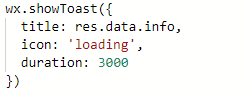 wx.showToast({
  title: res.data.info,
  icon: 'loading',
  duration: 3000
})